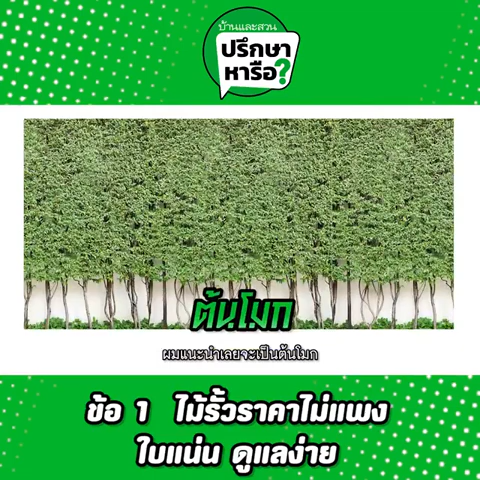 บ้านและสวน
ปรึกษา
หารือ?
ต้นโมก
ผมแนะนำเลยจะเป็นต้นโมก
ข้อ 1 ไม้รั้วราคาไม่แพง
ใบแน่น ดูแลง่าย